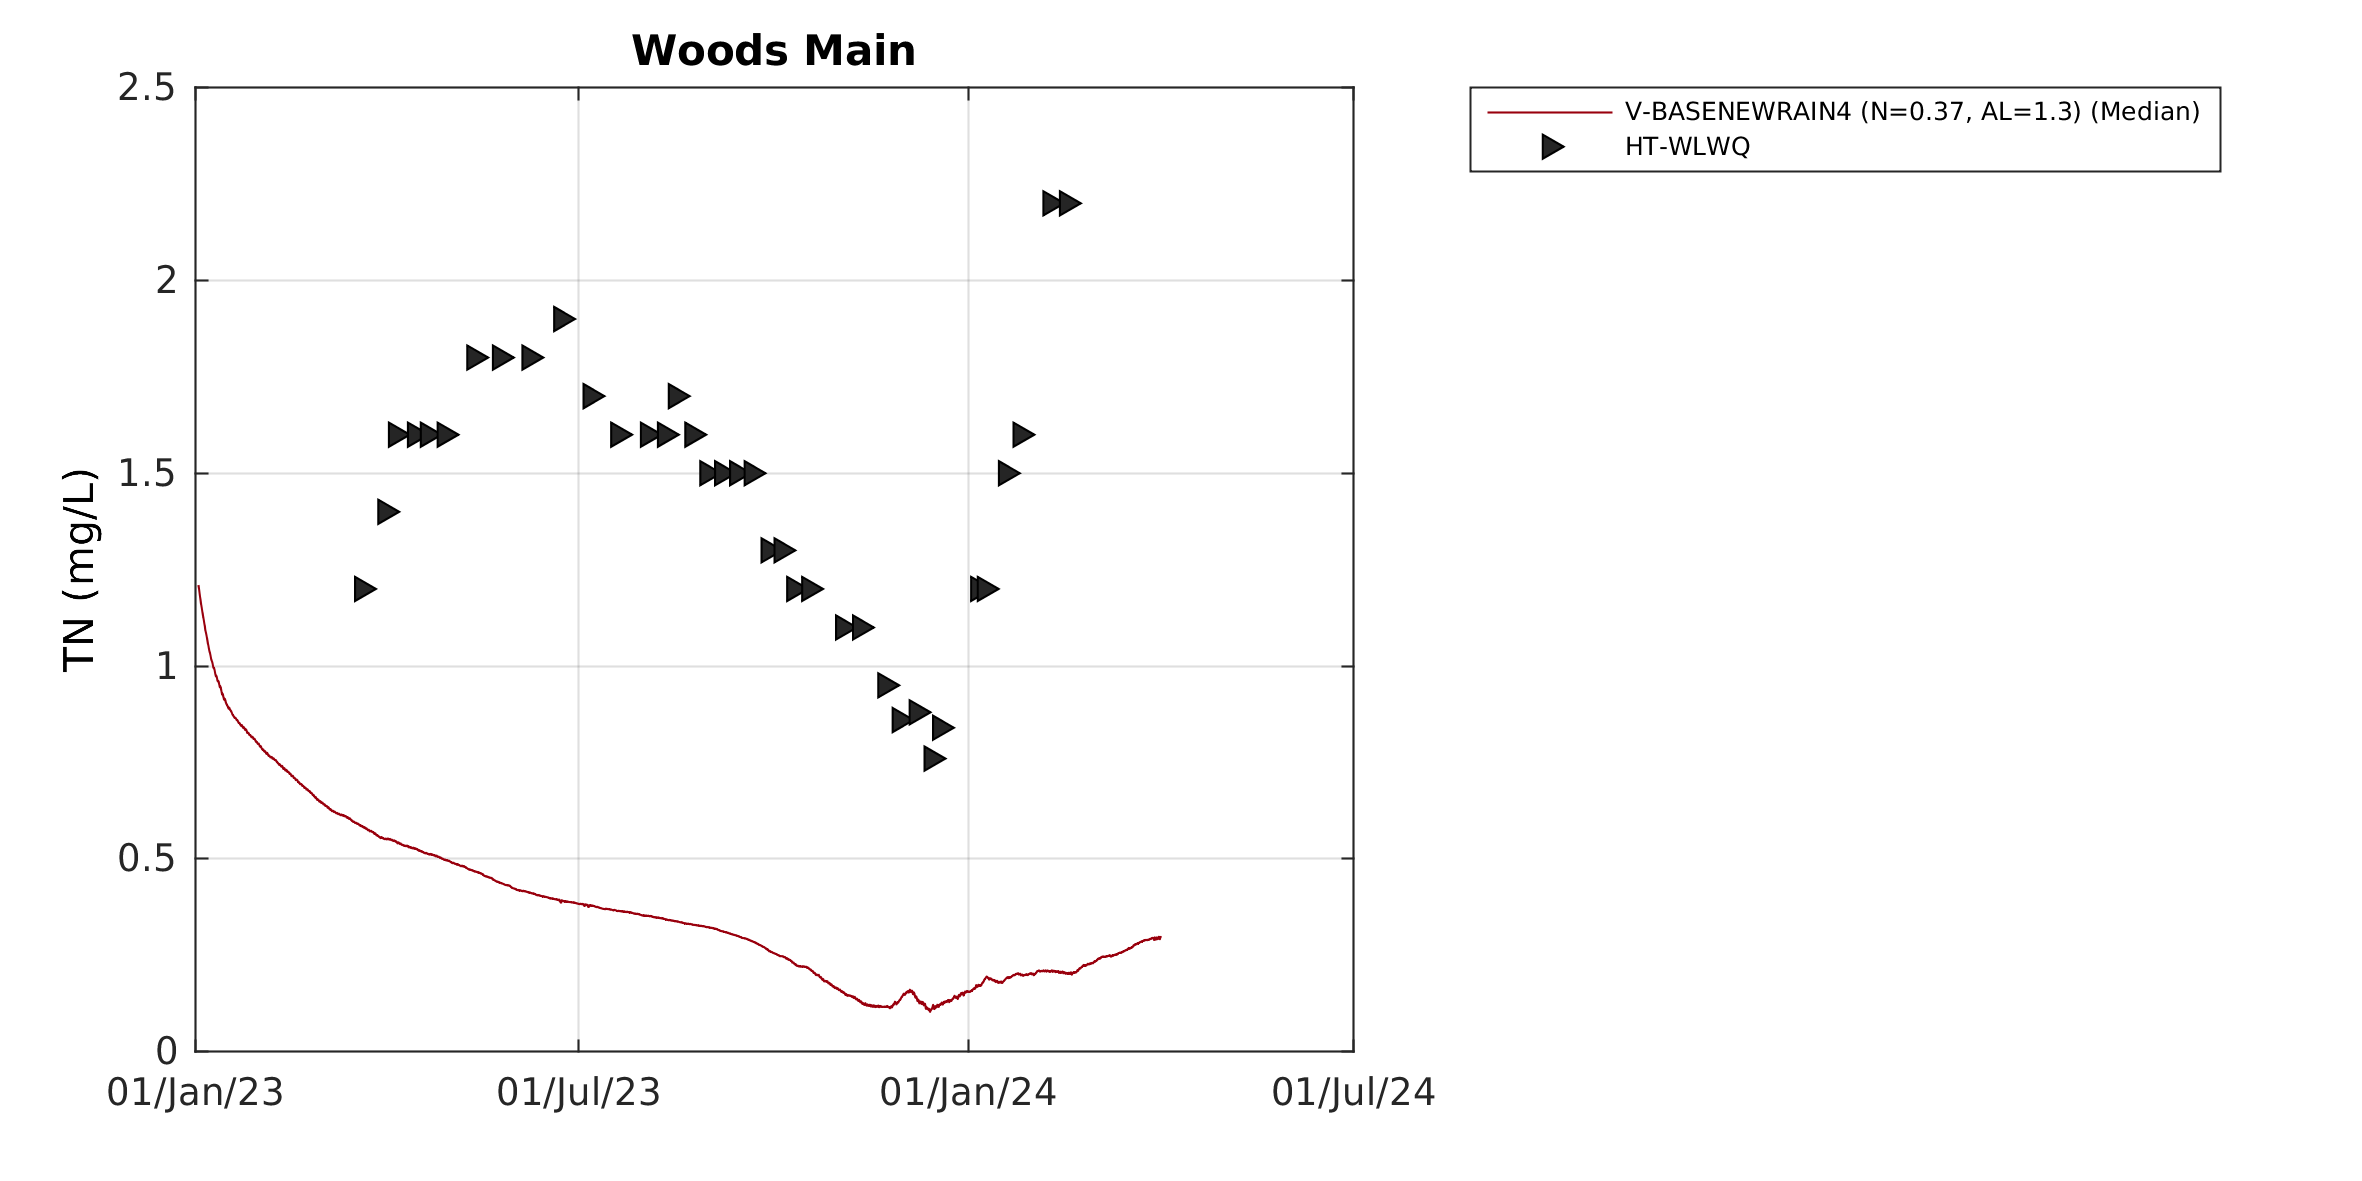 Woods Main
2.5
2
1.5
1
0.5
0
TN (mg/L)
01/Jan/23
01/Jul/23
01/Jan/24
01/Jul/24
V-BASENEWRAIN4 (N=0.37, AL=1.3) (Median)
HT-WLWQ